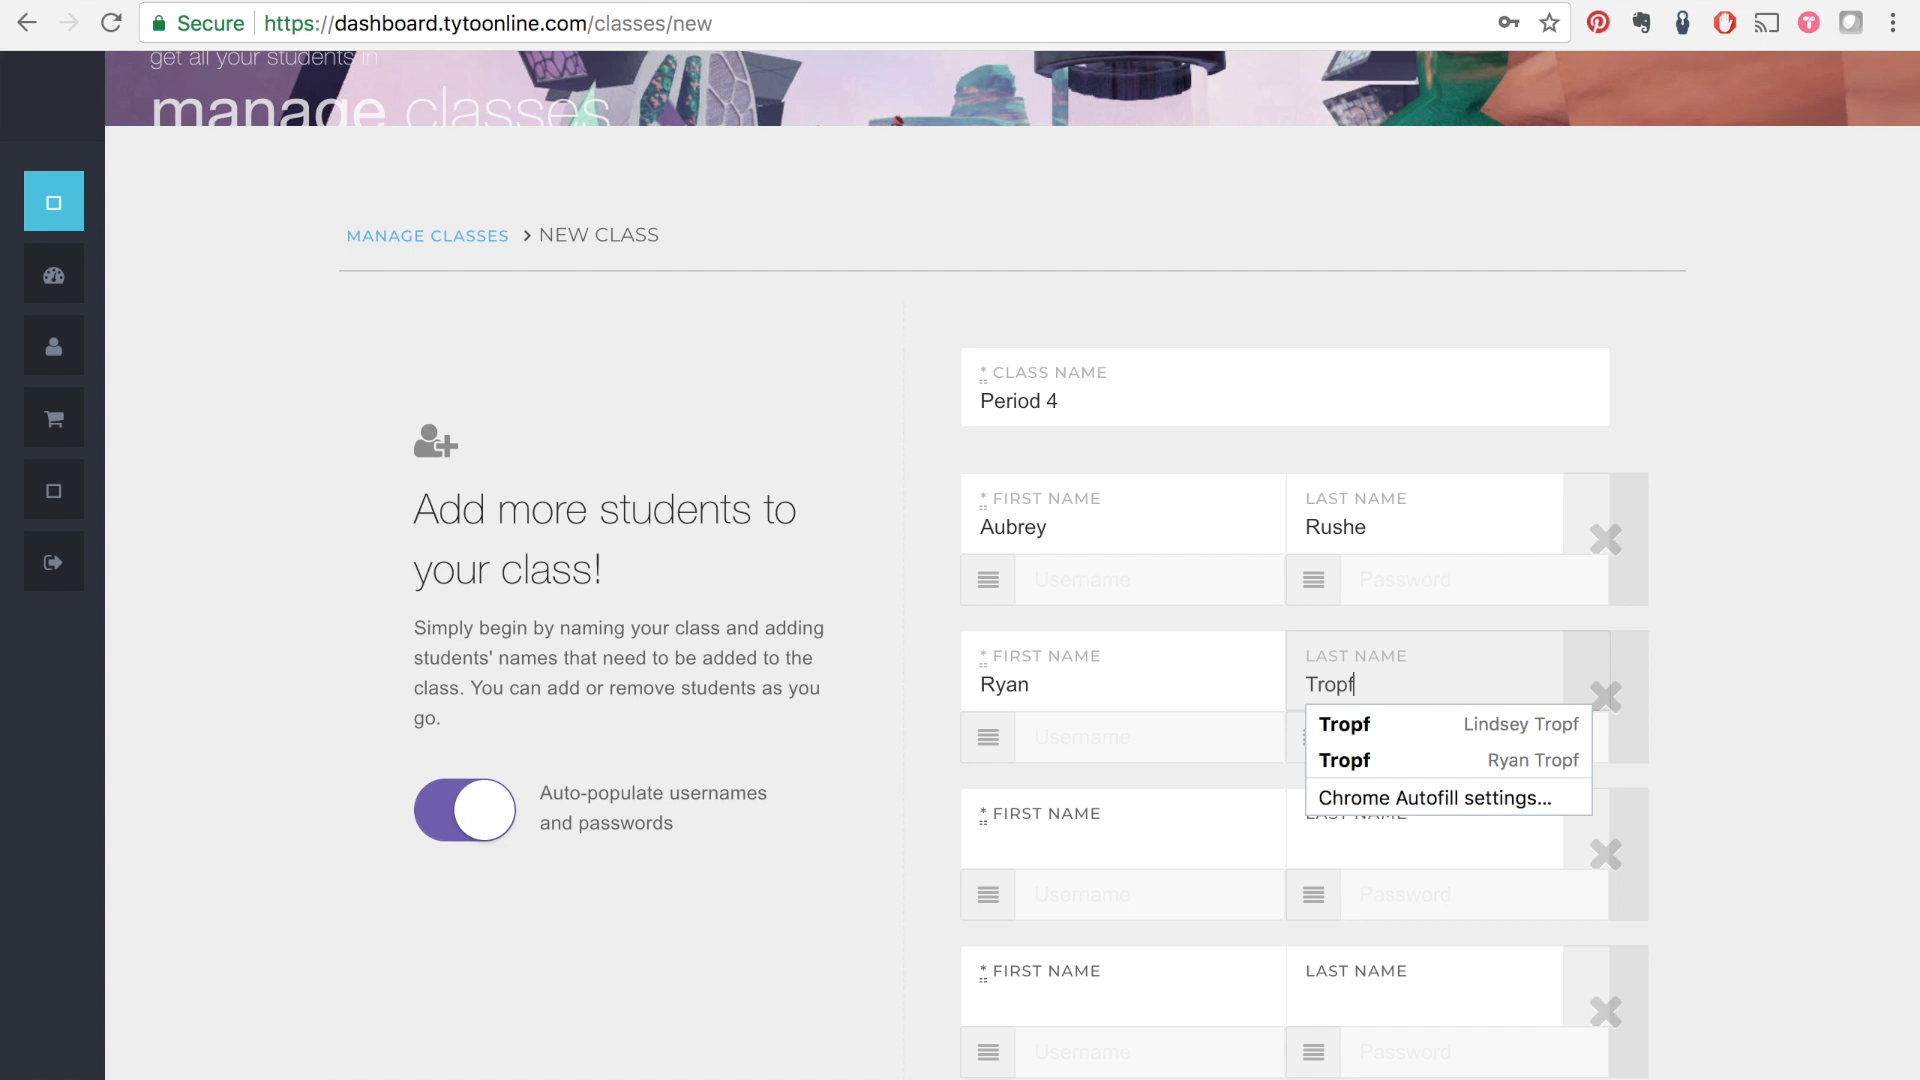 Secure https://dashboard.tytoonline.com/classes/new
get all your students in
manage classes
MANAGE CLASSES > NEW CLASS
* CLASS NAME
Period 4
Add more students to
your class!
Simply begin by naming your class and adding
students' names that need to be added to the
class. You can add or remove students as you
go.
Auto-populate usernames
and passwords
* FIRST NAME LAST NAME
Aubrey Rushe
Username Password
* FIRST NAME LAST NAME
Ryan Tropf
Username
Tropf Lindsey Tropf
Tropf Ryan Tropf
Chrome Autofill settings...
* FIRST NAME LAST NAME
Username Password
* FIRST NAME LAST NAME
Username Password